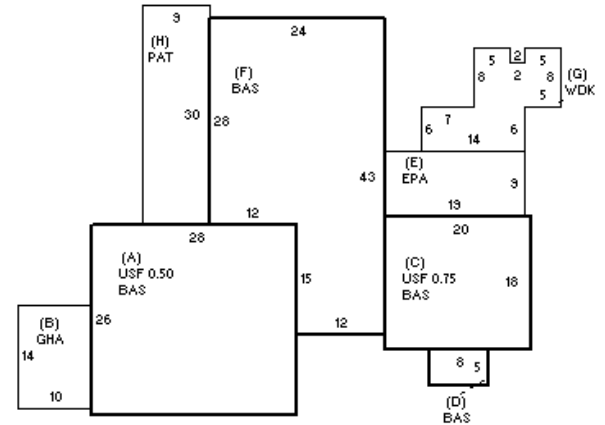 9
(H)
PAT
30
24
(F)
BAS
28
43
12
15
12
5
2
5
8
2
8
5
(G)
WDK
7
6
14
6
(E)
EPA
9
19
20
(C)
USF 0.75
BAS
18
28
(A)
USF 0.50
BAS
26
(B)
GHA
14
10
8
5
(D)
BAS